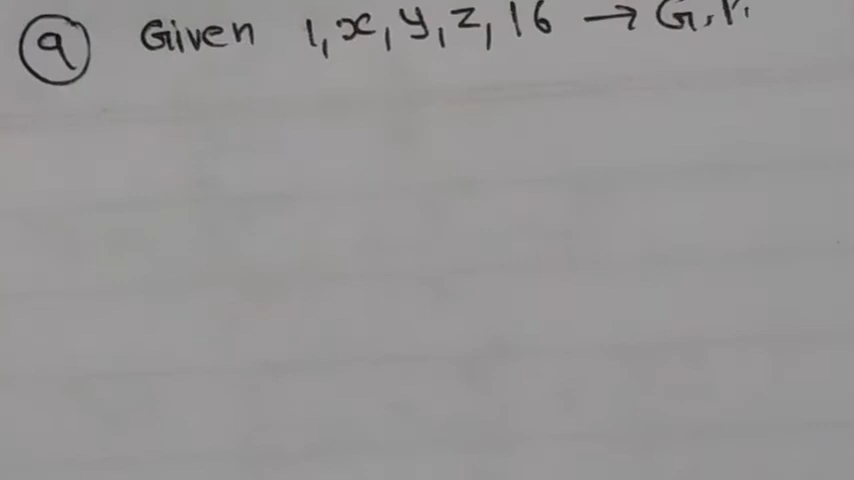 9 Given 1, x, y, z, 16 → G.P.